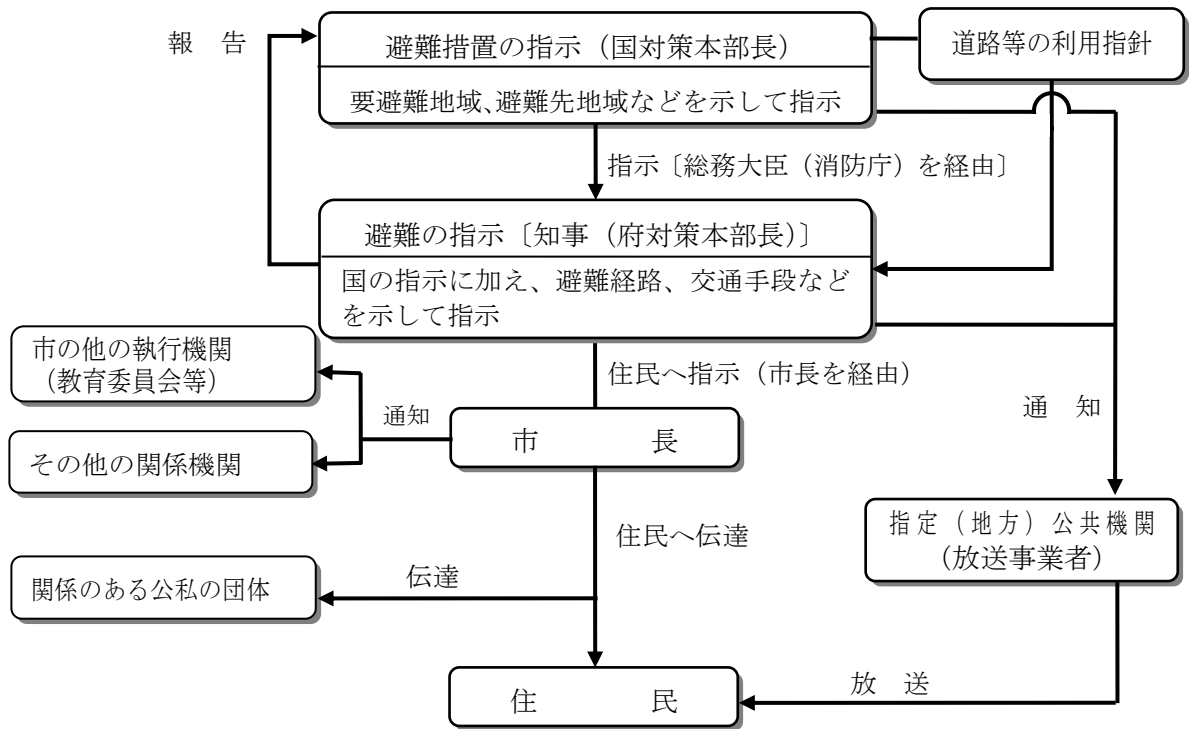 報　告
避難措置の指示（国対策本部長）
道路等の利用指針
要避難地域、避難先地域などを示して指示
指示〔総務大臣（消防庁）を経由〕
避難の指示〔知事（府対策本部長）〕
国の指示に加え、避難経路、交通手段など
を示して指示
市の他の執行機関
（教育委員会等）
住民へ指示（市長を経由）
通　知
通知
市　　　長
その他の関係機関
指定（地方）公共機関
（放送事業者）
住民へ伝達
伝達
関係のある公私の団体
放　送
住　　　民